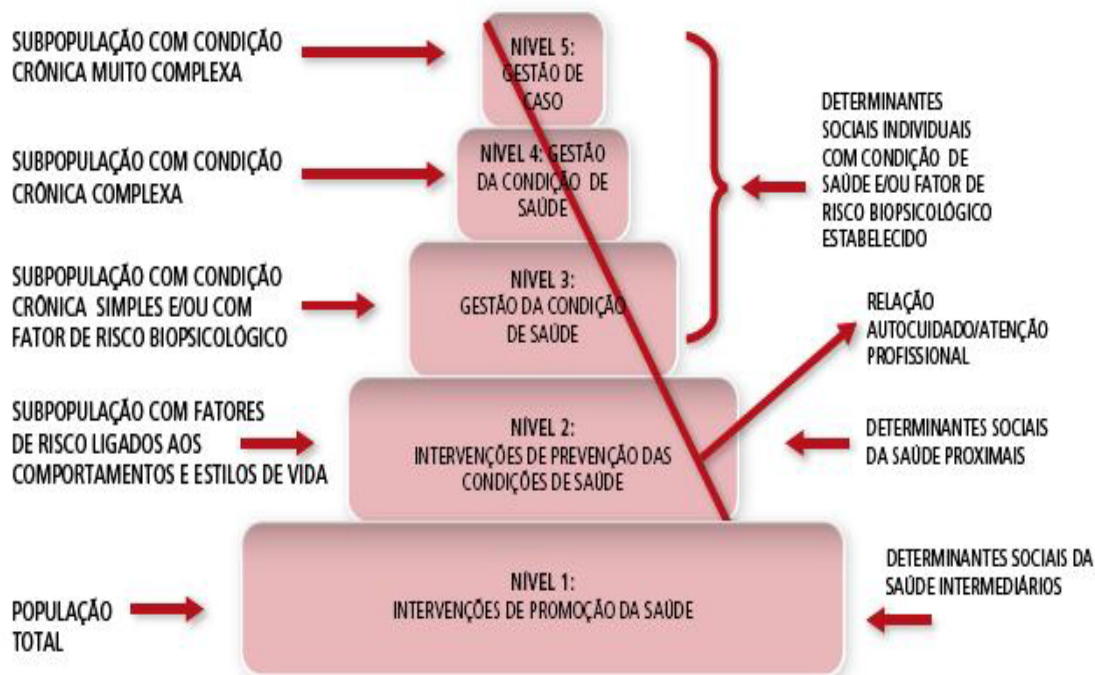 SUBPOPULAÇÃO COM CONDIÇÃO
CRÔNICA MUITO COMPLEXA
NÍVEL 5:
GESTÃO DE
CASO
DETERMINANTES
SOCIAIS INDIVIDUAIS
COM CONDIÇÃO DE
SAÚDE E/OU FATOR DE
RISCO BIOPSICOLÓGICO
ESTABELECIDO
SUBPOPULAÇÃO COM CONDIÇÃO
CRÔNICA COMPLEXA
NÍVEL 4: GESTÃO
DA CONDIÇÃO DE
SAÚDE
SUBPOPULAÇÃO COM CONDIÇÃO
CRÔNICA SIMPLES E/OU COM
FATOR DE RISCO BIOPSICOLÓGICO
NÍVEL 3:
GESTÃO DA CONDIÇÃO
DE SAÚDE
RELAÇÃO
AUTOCUIDADO/ATENÇÃO
PROFISSIONAL
SUBPOPULAÇÃO COM FATORES
DE RISCO LIGADOS AOS
COMPORTAMENTOS E ESTILOS DE VIDA
NÍVEL 2:
INTERVENÇÕES DE PREVENÇÃO DAS
CONDIÇÕES DE SAÚDE
DETERMINANTES SOCIAIS
DA SAÚDE PROXIMAIS
POPULAÇÃO
TOTAL
NÍVEL 1:
INTERVENÇÕES DE PROMOÇÃO DA SAÚDE
DETERMINANTES SOCIAIS DA
SAÚDE INTERMEDIÁRIOS